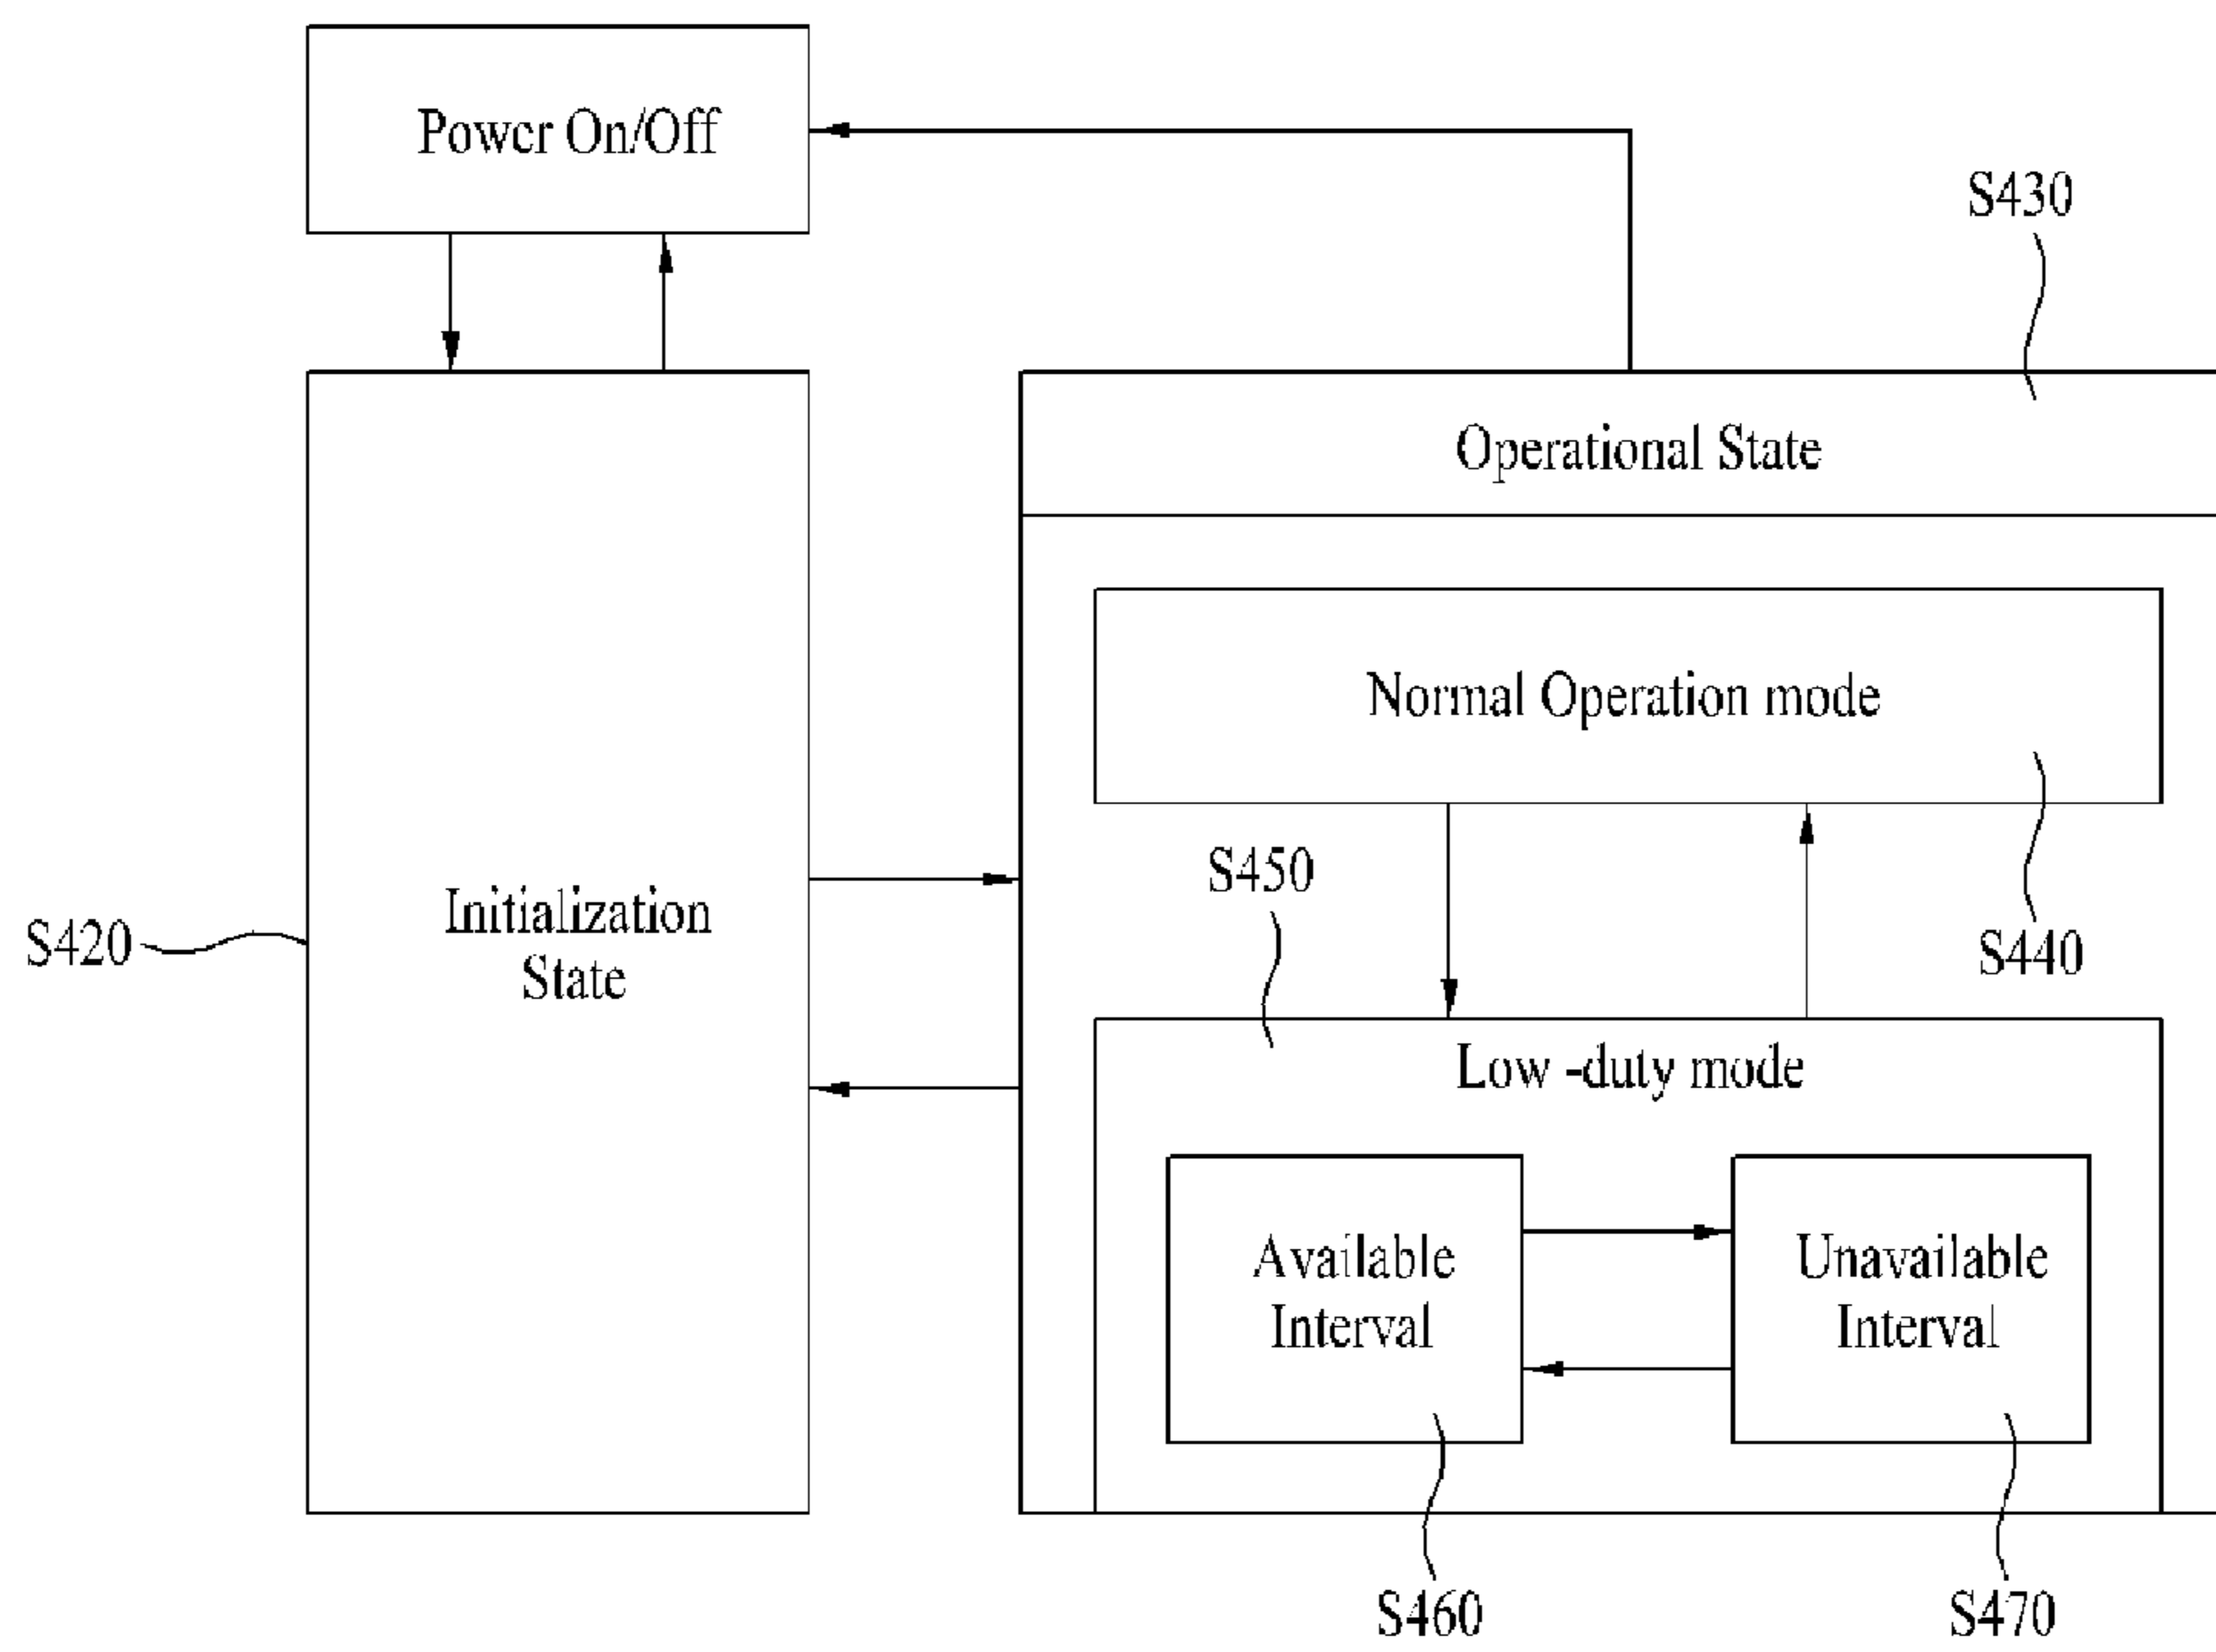 Power On/Off
S430
Operational State
Normal Operation mode
S450
S420
Initialization
State
S440
Low -duty mode
Available
Interval
Unavailable
Interval
S460
S470